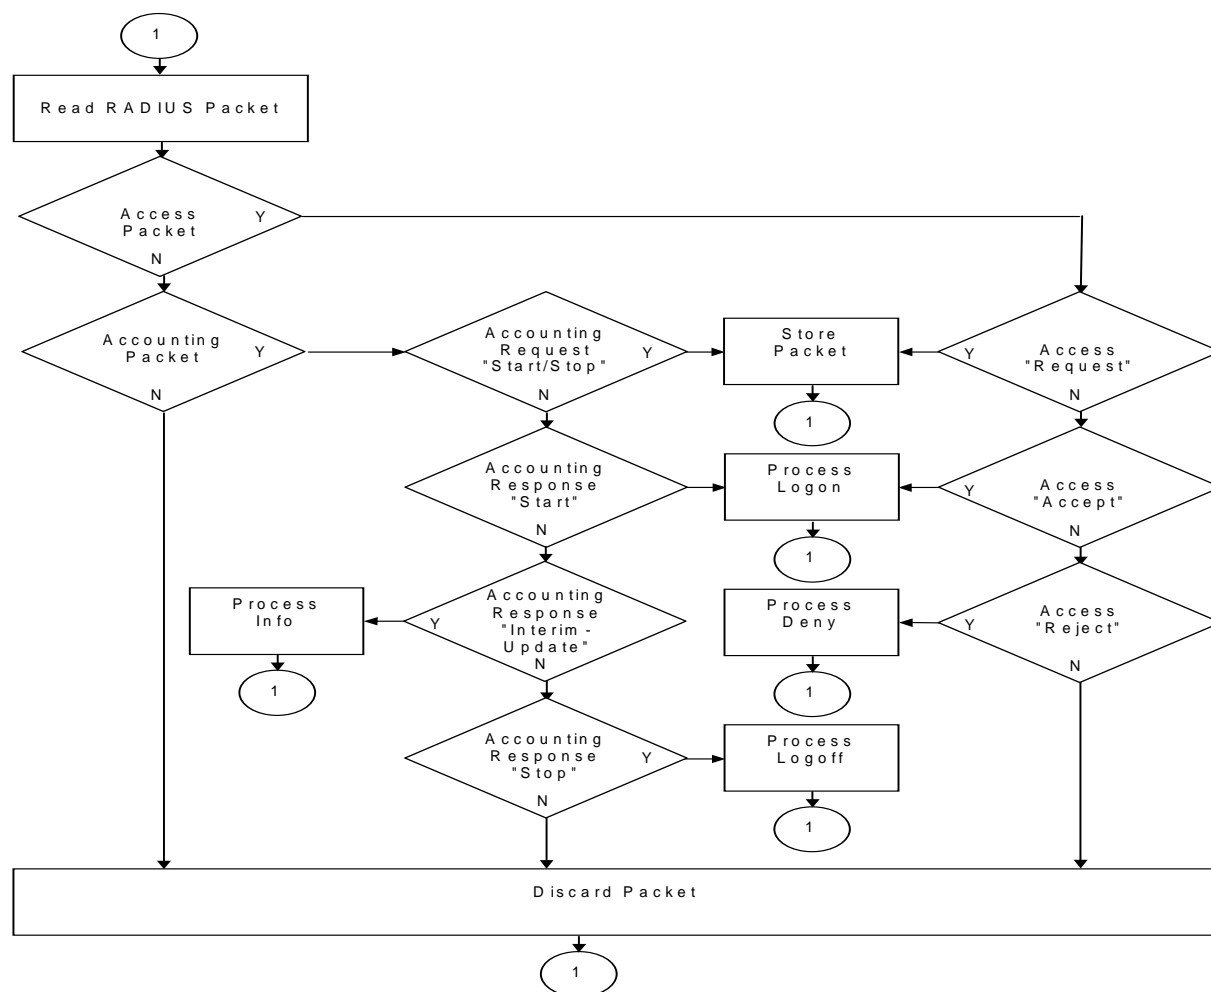 1
Read RADIUS Packet
Access
Packet
Y
N
Accounting
Packet
Y
N
Accounting
Request
"Start/Stop"
Y
N
Store
Packet
1
Y
Access
"Request"
N
Accounting
Response
"Start"
N
Process
Logon
1
Y
Access
"Accept"
N
Process
Info
1
Y
Accounting
Response
"Interim -
Update"
N
Process
Deny
1
Y
Access
"Reject"
N
Accounting
Response
"Stop"
Y
N
Process
Logoff
1
Discard Packet
1